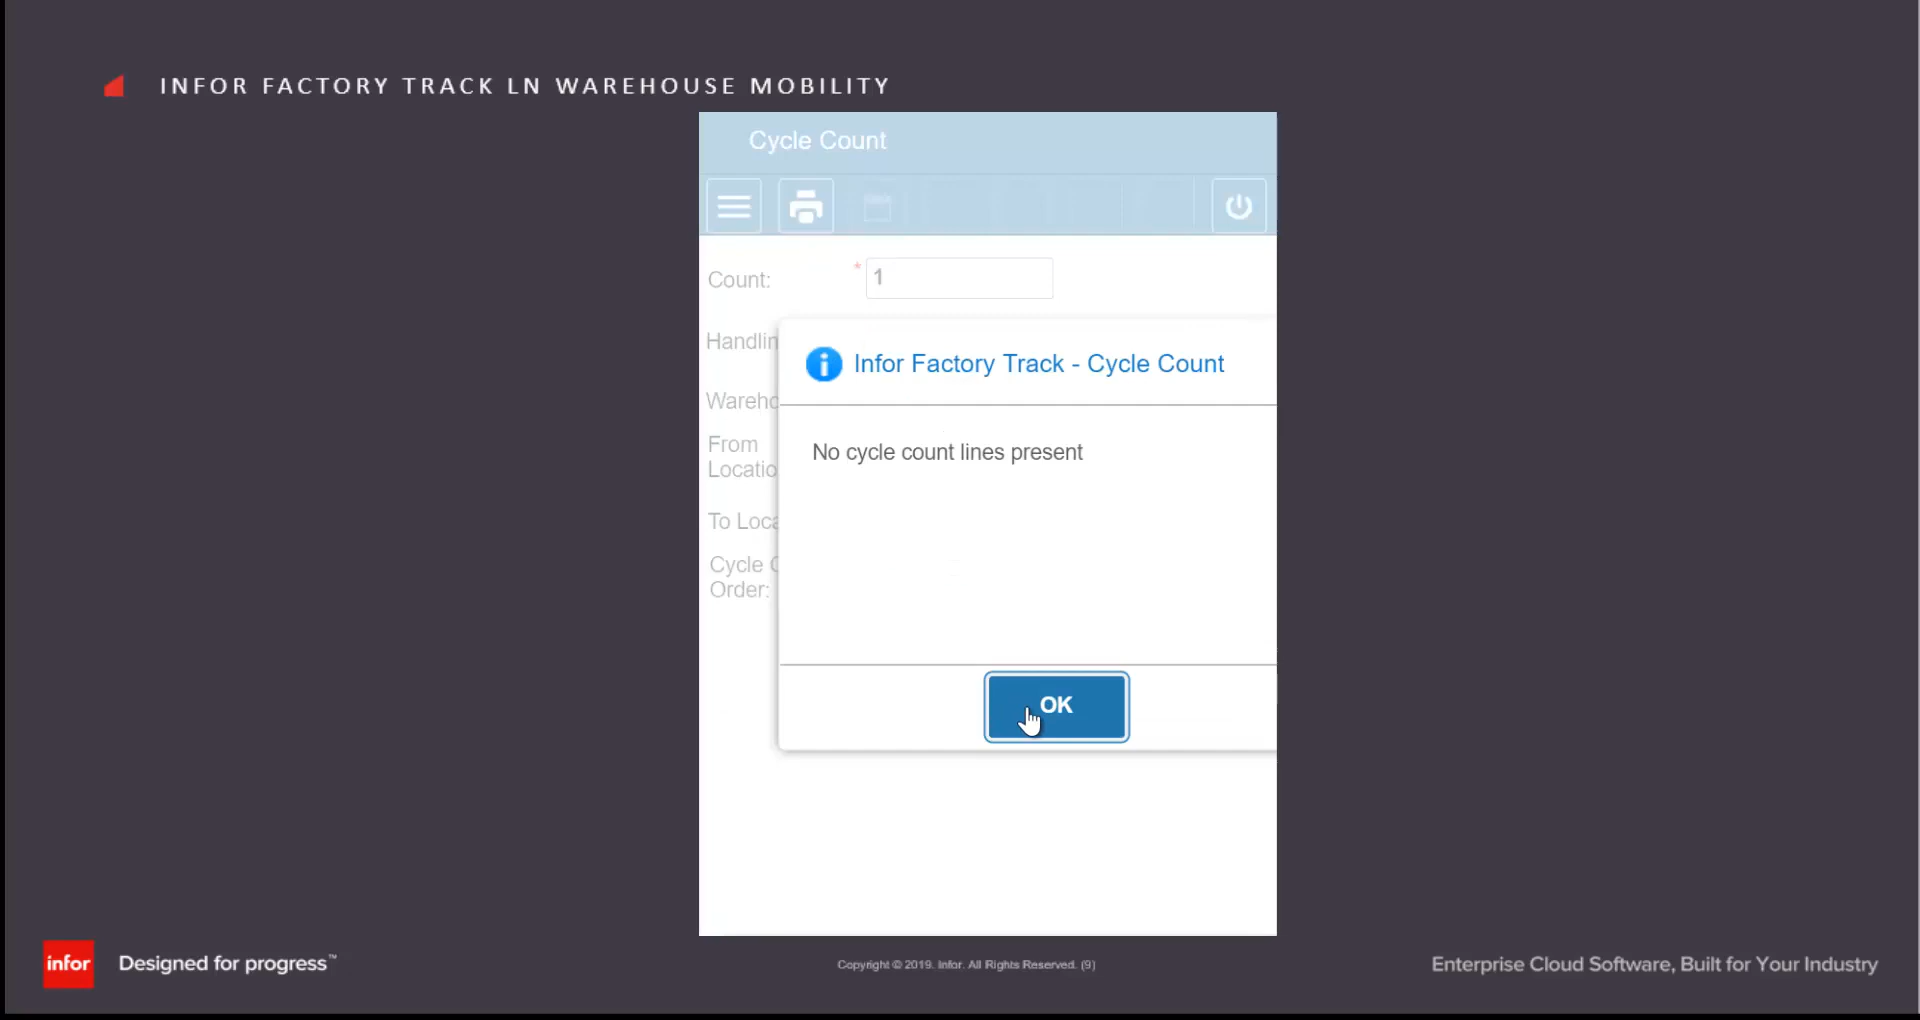 INFOR FACTORY TRACK LN WAREHOUSE MOBILITY
Cycle Count
Count: * 1
Handlin
Infor Factory Track - Cycle Count
Wareho
From
Locatio
No cycle count lines present
To Loca
Cycle C
Order:
OK
infor
Designed for progress™
Copyright © 2019. Infor. All Rights Reserved. (9)
Enterprise Cloud Software, Built for Your Industry